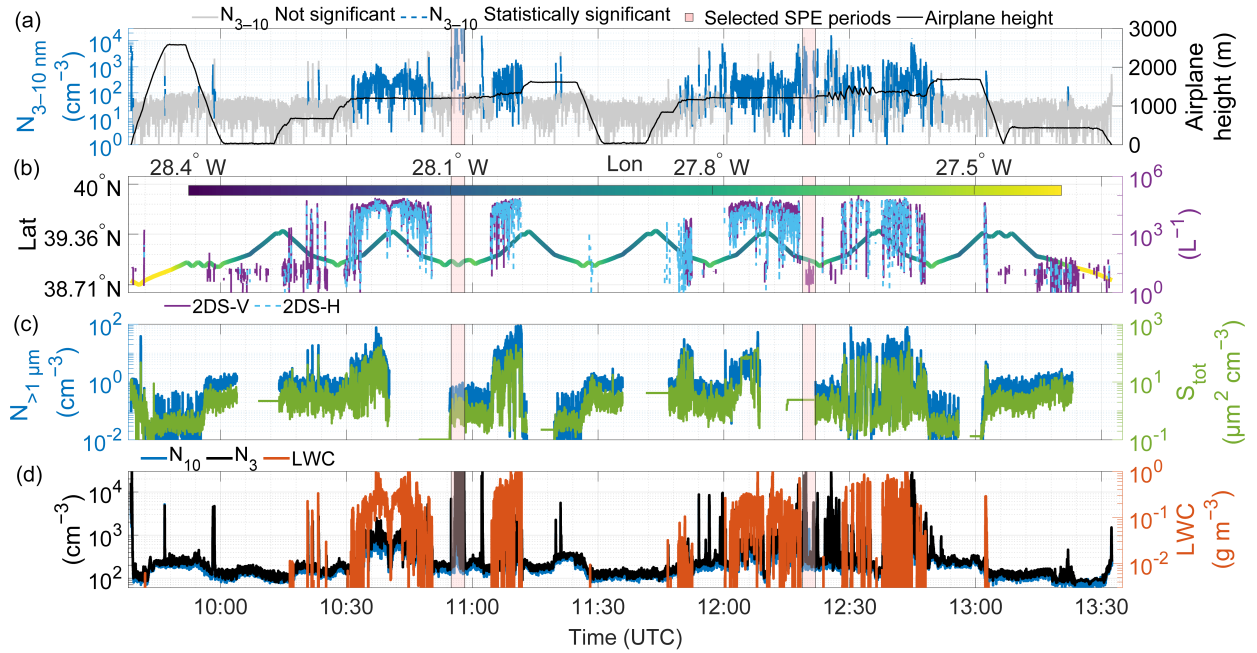 N3–10 Not significant N3–10 Statistically significant Selected SPE periods Airplane height
(a)
10^4
10^3
10^2
10^1
10^0
N3–10 nm
(cm−3)
3000
2000
1000
0
Airplane
height (m)
28.4° W 28.1° W 27.8° W Lon 27.5° W
(b)
40°N
39.36°N
38.71°N
Lat
10^6
10^3
10^0
(L−1)
2DS-V 2DS-H
(c)
10^2
10^0
10^−2
N>1 μm
(cm−3)
10^3
10^1
10^−1
Stot
(μm2 cm−3)
N10 N3 LWC
(d)
10^4
10^3
10^2
(cm−3)
10^0
10^−1
10^−2
LWC
(g m−3)
10:00 10:30 11:00 11:30 12:00 12:30 13:00 13:30
Time (UTC)